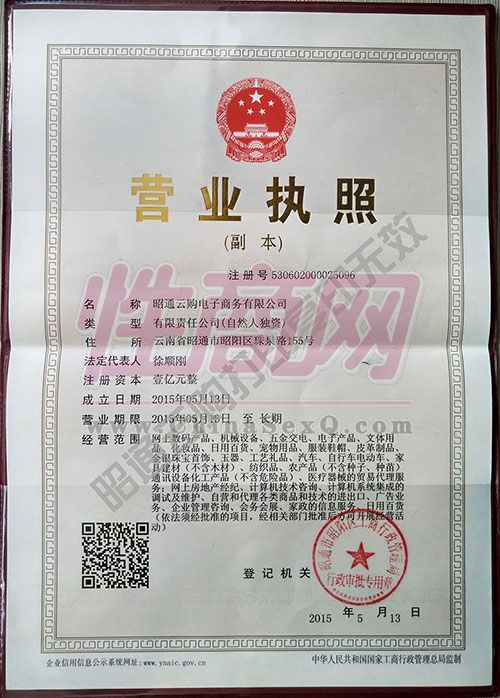 营业执照
(副 本)
注册号 530602000025096
名 称 昭通云购电子商务有限公司
类 型 有限责任公司(自然人独资)
住 所 云南省昭通市昭阳区珠泉路155号
法定代表人 徐顺刚
注册资本 壹亿元整
成立日期 2015年05月13日
营业期限 2015年05月13日 至 长期
经营范围 网上数码产品、机械设备、五金交电、电子产品、文体用
品、化妆品、日用百货、宠物用品、服装鞋帽、皮革制品、
金银珠宝首饰、玉器、工艺礼品、汽车、自行车电动车、家
具建材（不含木材）、纺织品、农产品（不含种子、种苗）
通讯设备化工产品（不含危险品）、医疗器械的贸易代理服
务；网上房地产经纪、计算机技术咨询、计算机系统集成的
调试及维护、自营和代理各类商品和技术的进出口、广告业
务、企业管理咨询、会务会展、家政的信息服务、日用百货
（依法须经批准的项目，经相关部门批准后方可开展经营活
动）
性商网
登记机关
昭通市昭阳区工商行政管理局
行政审批专用章
2015 年 5 月 13 日
企业信用信息公示系统网址: www.ynaic.gov.cn
中华人民共和国国家工商行政管理总局监制